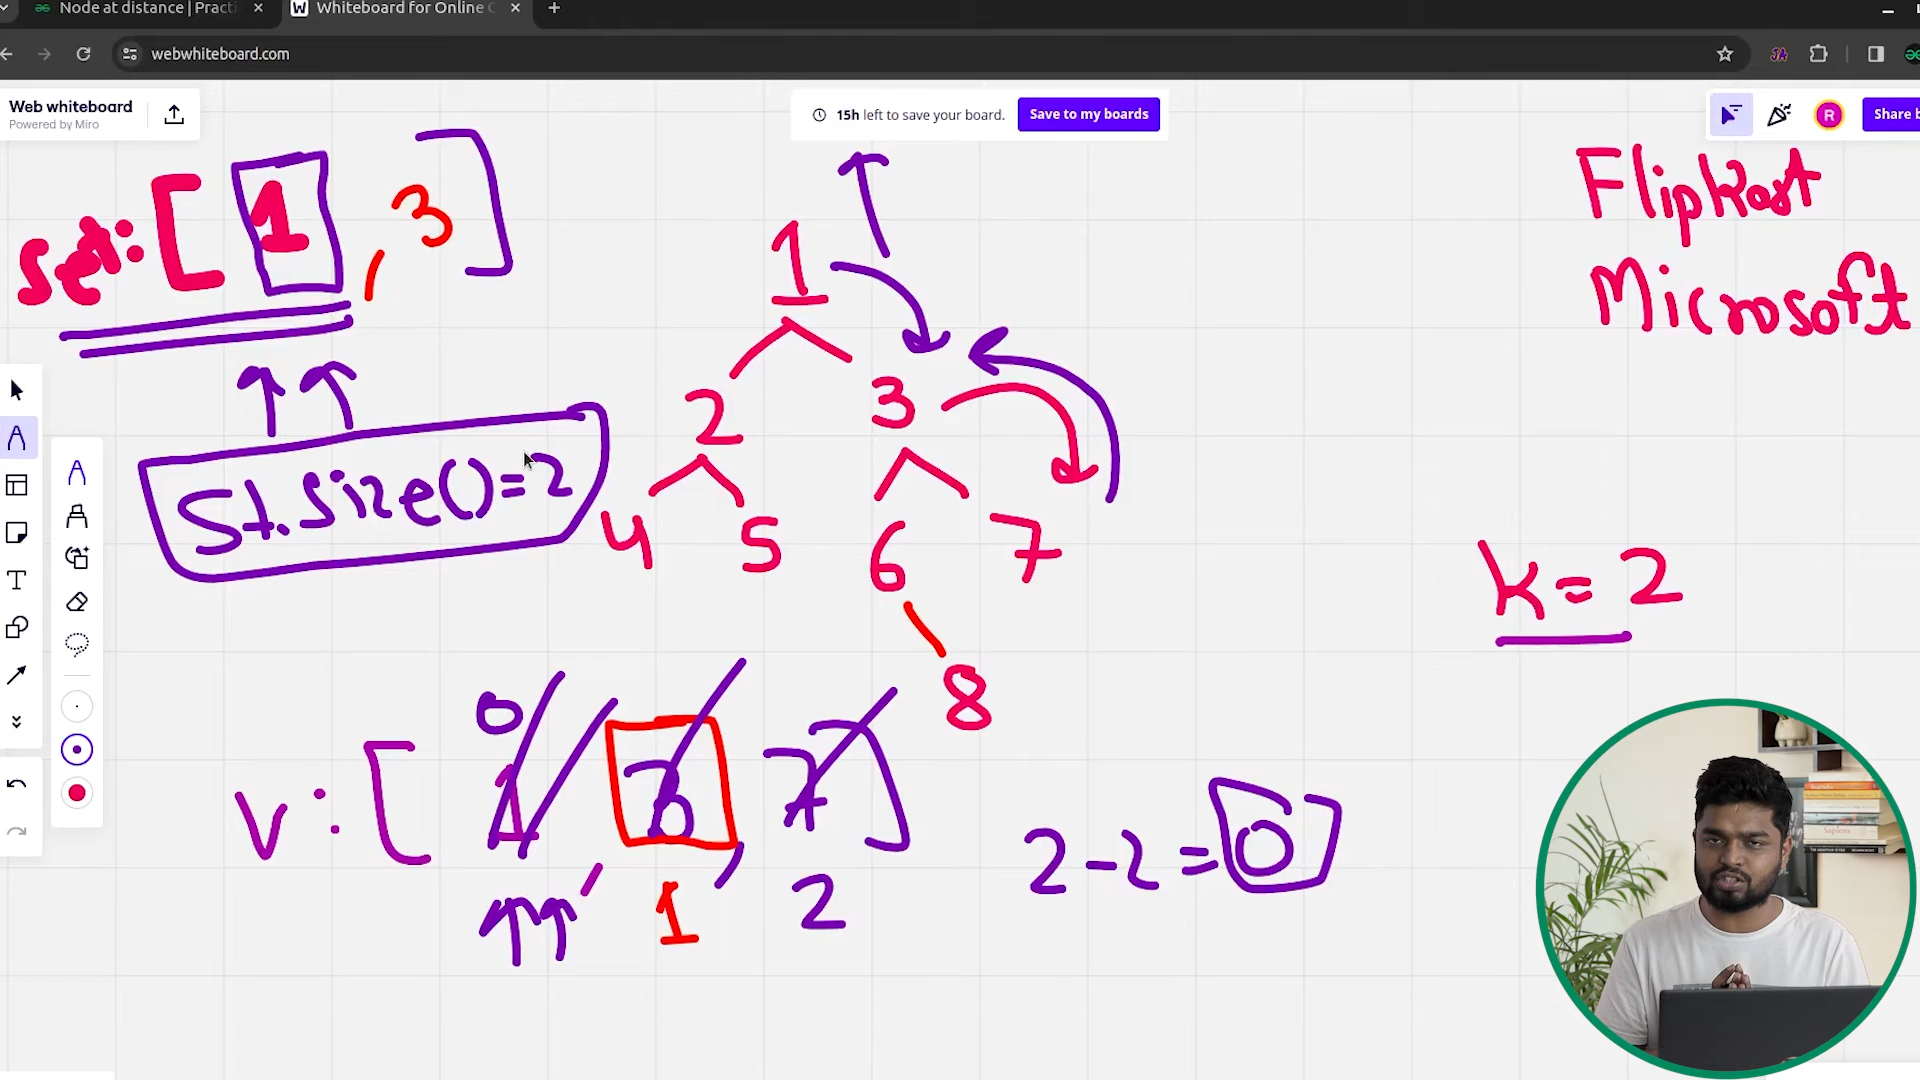 Node at distance | Practi
Whiteboard for Online
webwhiteboard.com
Web whiteboard
Powered by Miro
15h left to save your board.
Save to my boards
R
Share
Set: [ 1 , 3 ]
Flipkart
Microsoft
1
2 3
St.size()=2
4 5 6 7
k=2
8
0
V: [ 1, 3, 7 ]
1 2
2-2=0